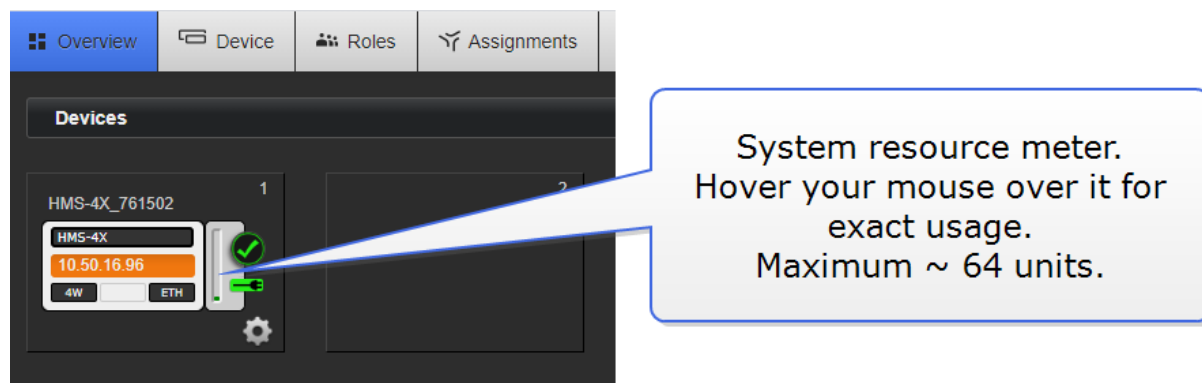 Overview
Device
Roles
Assignments
Devices
1
HMS-4X_761502
HMS-4X
10.50.16.96
4W
ETH
2
System resource meter.
Hover your mouse over it for
exact usage.
Maximum ~ 64 units.